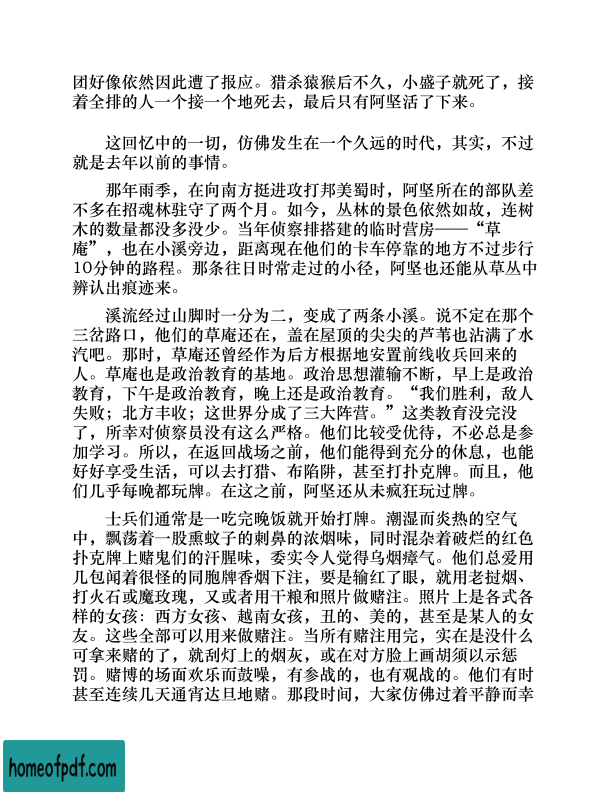 团好像依然因此遭了报应。猎杀猿猴后不久，小盛子就死了，接
着全排的人一个接一个地死去，最后只有阿坚活了下来。
这回忆中的一切，仿佛发生在一个久远的时代，其实，不过
就是去年以前的事情。
那年雨季，在向南方挺进攻打邦美蜀时，阿坚所在的部队差
不多在招魂林驻守了两个月。如今，丛林的景色依然如故，连树
木的数量都没多没少。当年侦察排搭建的临时营房——“草
庵”，也在小溪旁边，距离现在他们的卡车停靠的地方不过步行
10分钟的路程。那条往日时常走过的小径，阿坚也还能从草丛中
辨认出痕迹来。
溪流经过山脚时一分为二，变成了两条小溪。说不定在那个
三岔路口，他们的草庵还在，盖在屋顶的尖尖的芦苇也沾满了水
汽吧。那时，草庵还曾经作为后方根据地安置前线收兵回来的
人。草庵也是政治教育的基地。政治思想灌输不断，早上是政治
教育，下午是政治教育，晚上还是政治教育。“我们胜利，敌人
失败；北方丰收；这世界分成了三大阵营。”这类教育没完没
了，所幸对侦察员没有这么严格。他们比较受优待，不必总是参
加学习。所以，在返回战场之前，他们能得到充分的休息，也能
好好享受生活，可以去打猎、布陷阱，甚至打扑克牌。而且，他
们几乎每晚都玩牌。在这之前，阿坚还从未疯狂玩过牌。
士兵们通常是一吃完晚饭就开始打牌。潮湿而炎热的空气
中，飘荡着一股熏蚊子的刺鼻的浓烟味，同时混杂着破烂的红色
扑克牌上赌鬼们的汗腥味，委实令人觉得乌烟瘴气。他们总爱用
几包闻着很怪的同胞牌香烟下注，要是输红了眼，就用老挝烟、
打火石或魔玫瑰，又或者用干粮和照片做赌注。照片上是各式各
样的女孩：西方女孩、越南女孩，丑的、美的，甚至是某人的女
友。这些全部可以用来做赌注。当所有赌注用完，实在是没什么
可拿来赌的了，就刮灯上的烟灰，或在对方脸上画胡须以示惩
罚。赌博的场面欢乐而鼓噪，有参战的，也有观战的。他们有时
甚至连续几天通宵达旦地赌。那段时间，大家仿佛过着平静而幸
homeofpdf.com